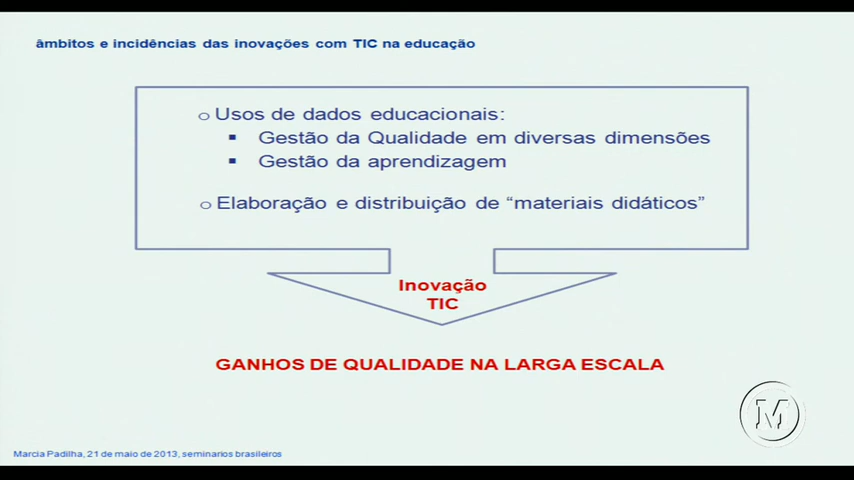 âmbitos e incidências das inovações com TIC na educação
Usos de dados educacionais:
Gestão da Qualidade em diversas dimensões
Gestão da aprendizagem
Elaboração e distribuição de “materiais didáticos”
Inovação
TIC
GANHOS DE QUALIDADE NA LARGA ESCALA
M
Marcia Padilha, 21 de maio de 2013, seminarios brasileiros